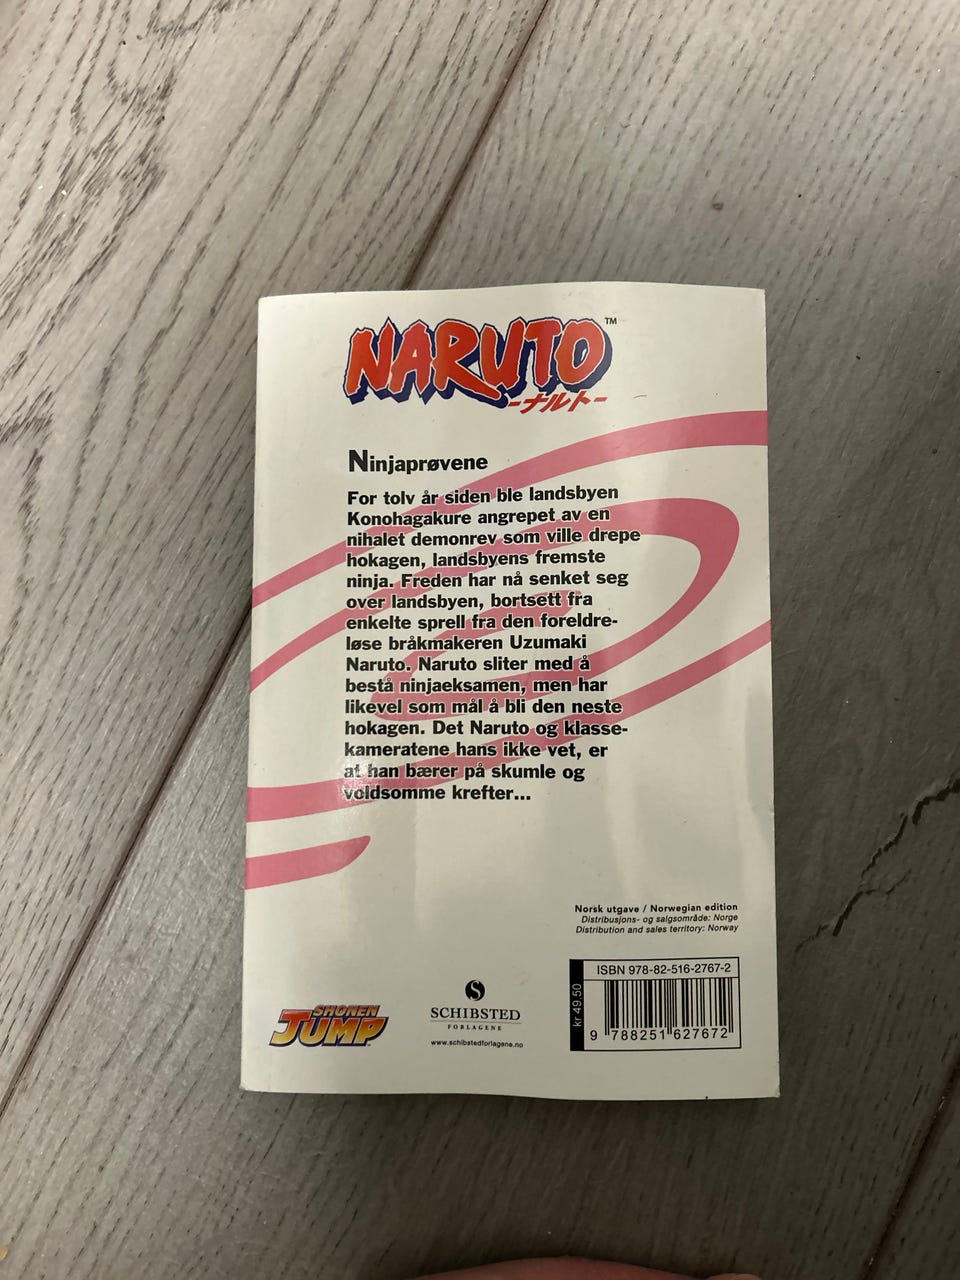 NARUTO™
-ナルト-
Ninjaprøvene
For tolv år siden ble landsbyen
Konohagakure angrepet av en
nihalet demonrev som ville drepe
hokagen, landsbyens fremste
ninja. Freden har nå senket seg
over landsbyen, bortsett fra
enkelte sprell fra den foreldre-
løse bråkmakeren Uzumaki
Naruto. Naruto sliter med å
bestå ninjaeksamen, men har
likevel som mål å bli den neste
hokagen. Det Naruto og klasse-
kameratene hans ikke vet, er
at han bærer på skumle og
voldsomme krefter...
Norsk utgave / Norwegian edition
Distribusjons- og salgsområde: Norge
Distribution and sales territory: Norway
SHONEN
JUMP
S
SCHIBSTED
FORLAGENE
www.schibstedforlagene.no
kr 49.50
ISBN 978-82-516-2767-2
9 788251 627672